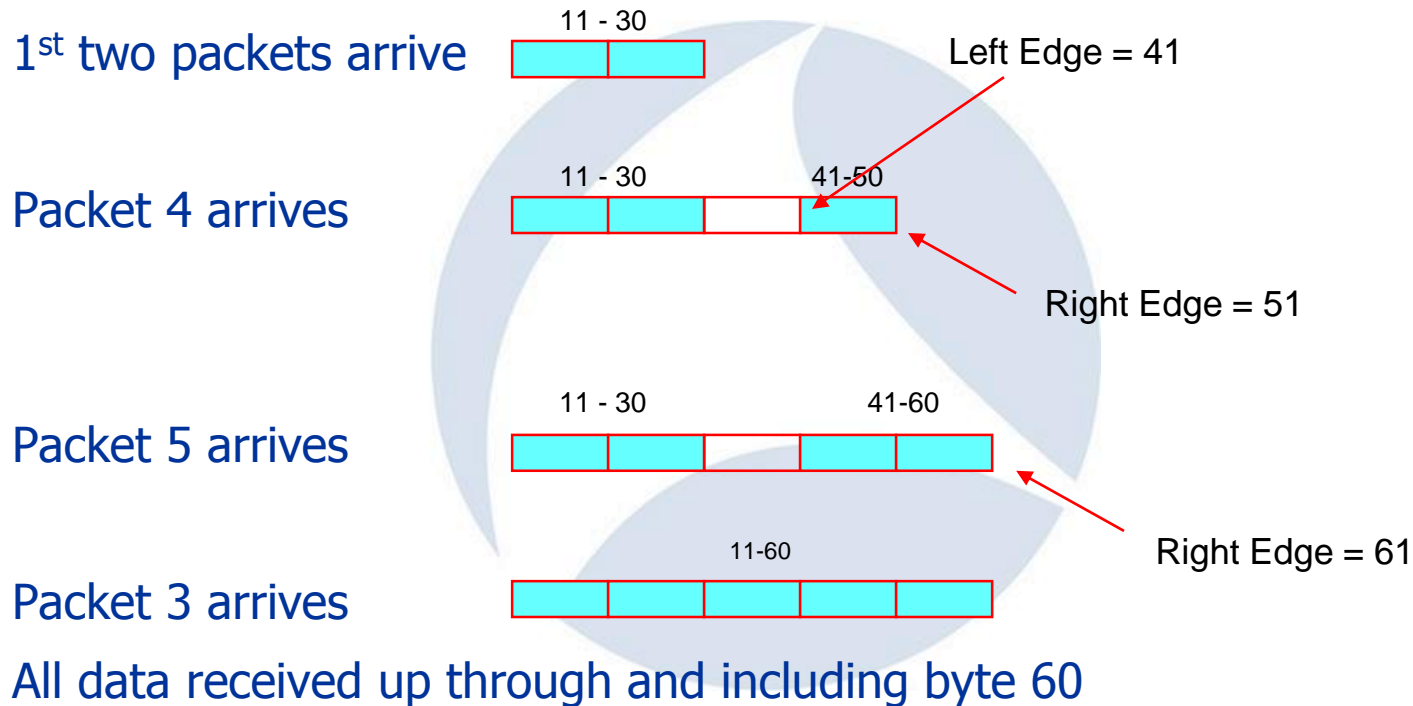 11 - 30
1st two packets arrive
Left Edge = 41
11 - 30 41-50
Packet 4 arrives
Right Edge = 51
11 - 30 41-60
Packet 5 arrives
Right Edge = 61
11-60
Packet 3 arrives
All data received up through and including byte 60